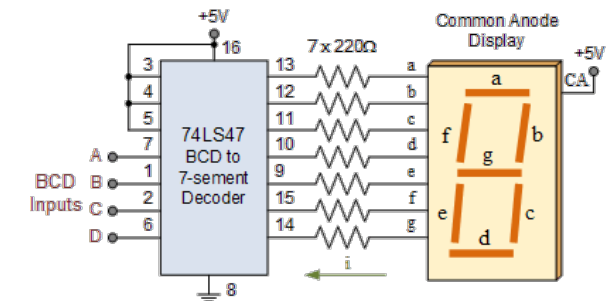 +5V
Common Anode
Display
16
7 x 220Ω
+5V
CA
3
4
5
7
1
2
6
13
12
11
10
9
15
14
a
b
c
d
e
f
g
74LS47
BCD to
7-sement
Decoder
A
BCD
Inputs
B
C
D
a
f
b
g
e
c
d
i
8